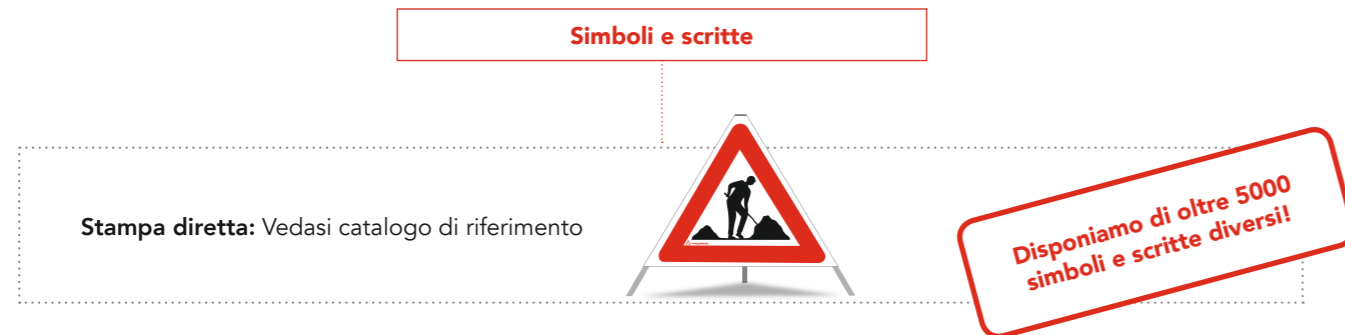 Simboli e scritte
Stampa diretta: Vedasi catalogo di riferimento
Disponiamo di oltre 5000
simboli e scritte diversi!